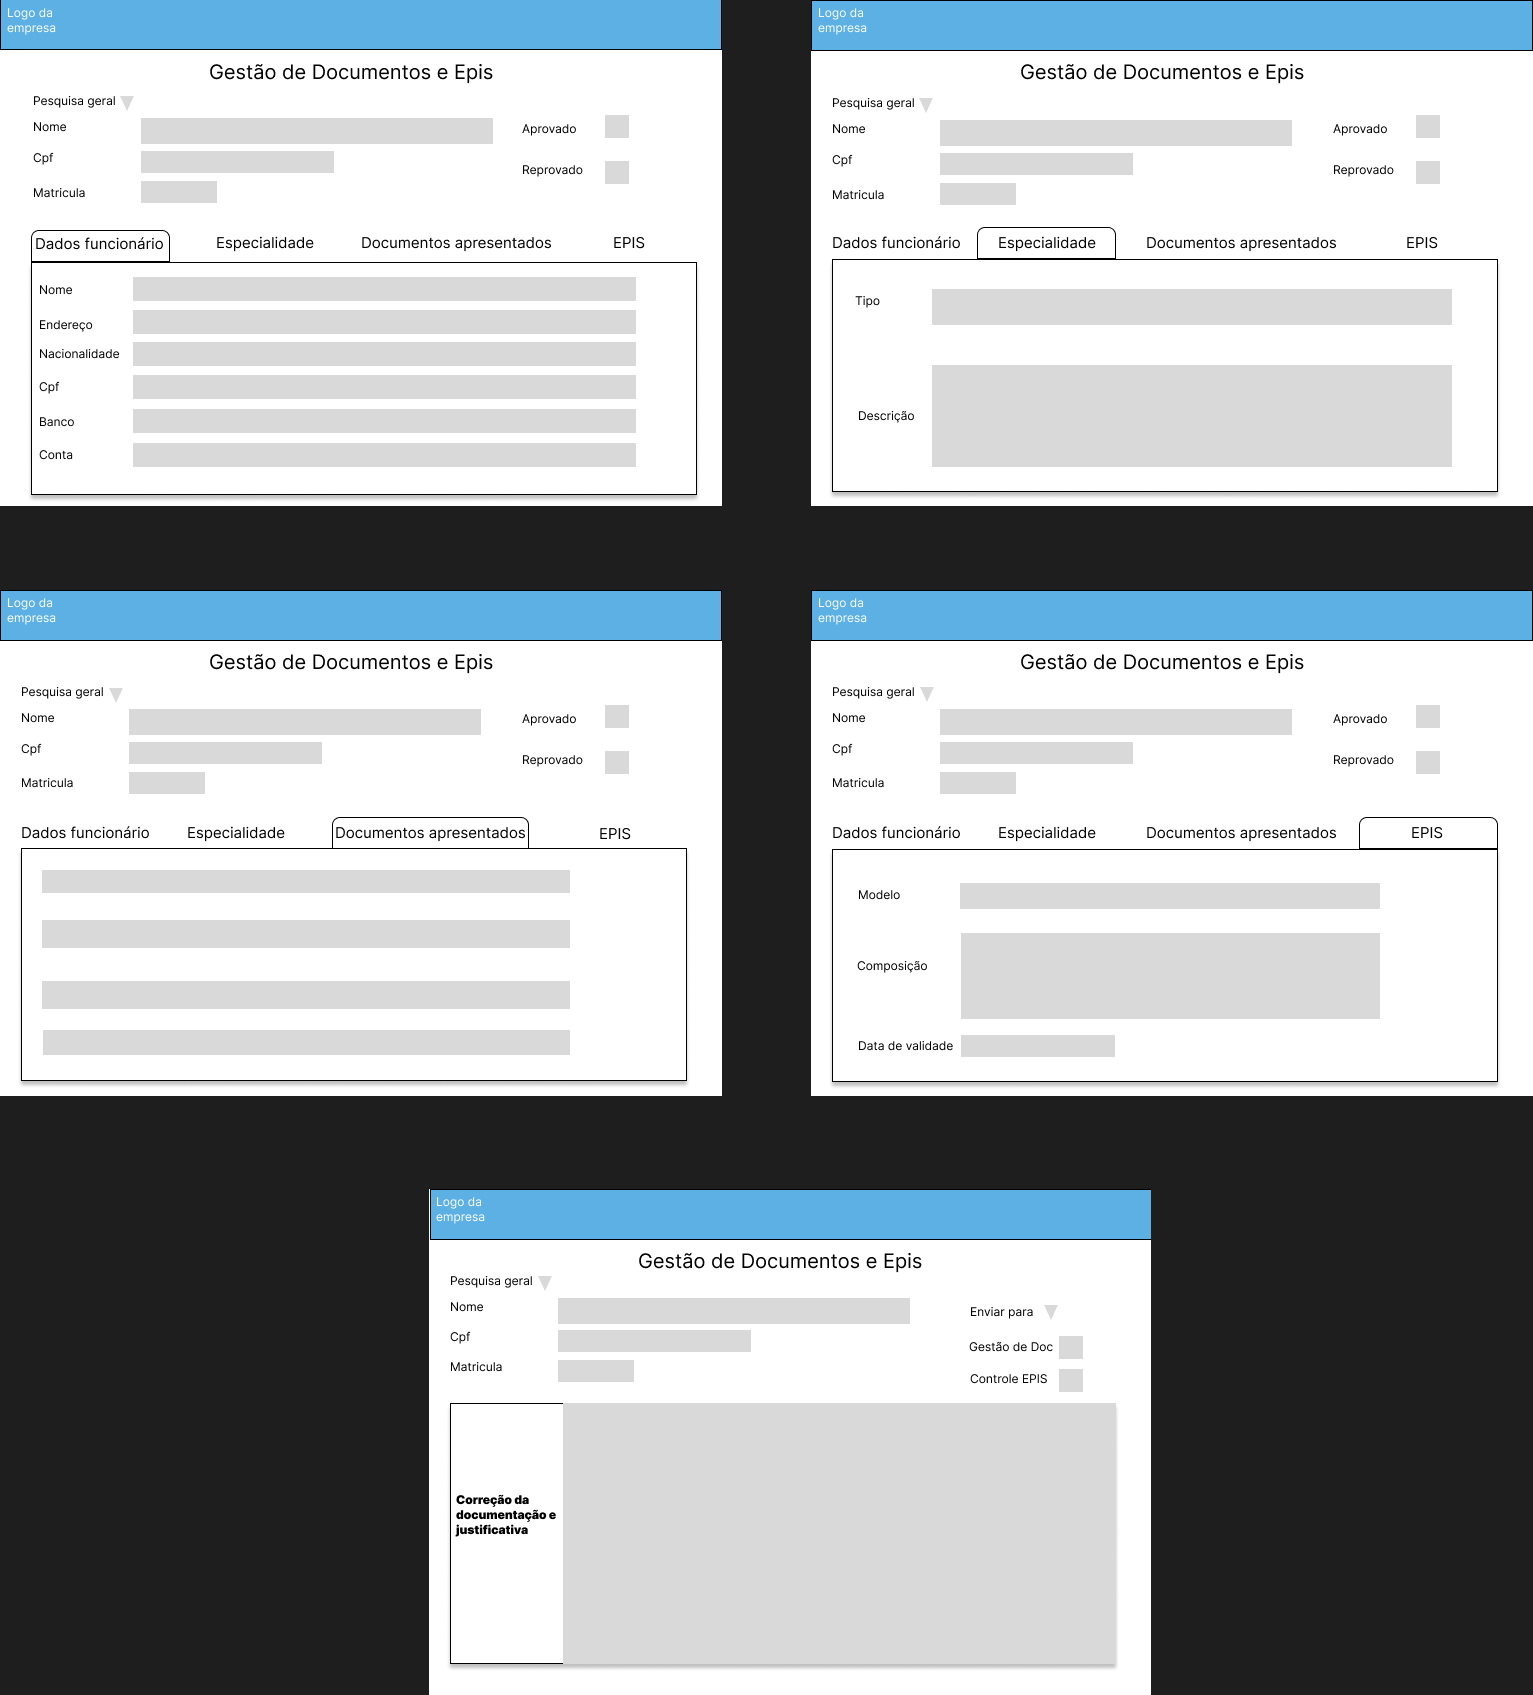 Logo da
empresa
Gestão de Documentos e Epis
Pesquisa geral
Nome
Aprovado
Cpf
Reprovado
Matricula
Dados funcionário Especialidade Documentos apresentados EPIS
Nome
Endereço
Nacionalidade
Cpf
Banco
Conta
Logo da
empresa
Gestão de Documentos e Epis
Pesquisa geral
Nome
Aprovado
Cpf
Reprovado
Matricula
Dados funcionário Especialidade Documentos apresentados EPIS
Tipo
Descrição
Logo da
empresa
Gestão de Documentos e Epis
Pesquisa geral
Nome
Aprovado
Cpf
Reprovado
Matricula
Dados funcionário Especialidade Documentos apresentados EPIS
Logo da
empresa
Gestão de Documentos e Epis
Pesquisa geral
Nome
Aprovado
Cpf
Reprovado
Matricula
Dados funcionário Especialidade Documentos apresentados EPIS
Modelo
Composição
Data de validade
Logo da
empresa
Gestão de Documentos e Epis
Pesquisa geral
Nome
Enviar para
Cpf
Gestão de Doc
Matricula
Controle EPIS
Correção da
documentação e
justificativa